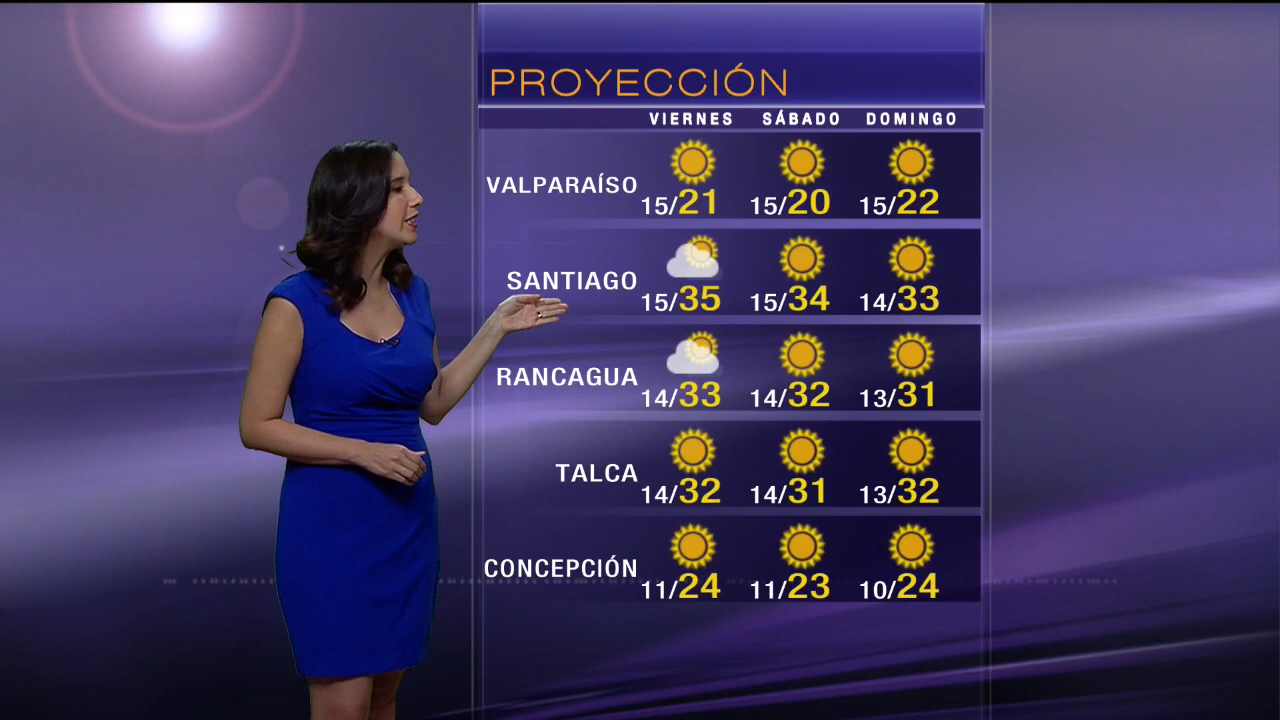 PROYECCIÓN
VIERNES SÁBADO DOMINGO
VALPARAÍSO 15/21 15/20 15/22
SANTIAGO 15/35 15/34 14/33
RANCAGUA 14/33 14/32 13/31
TALCA 14/32 14/31 13/32
CONCEPCIÓN 11/24 11/23 10/24